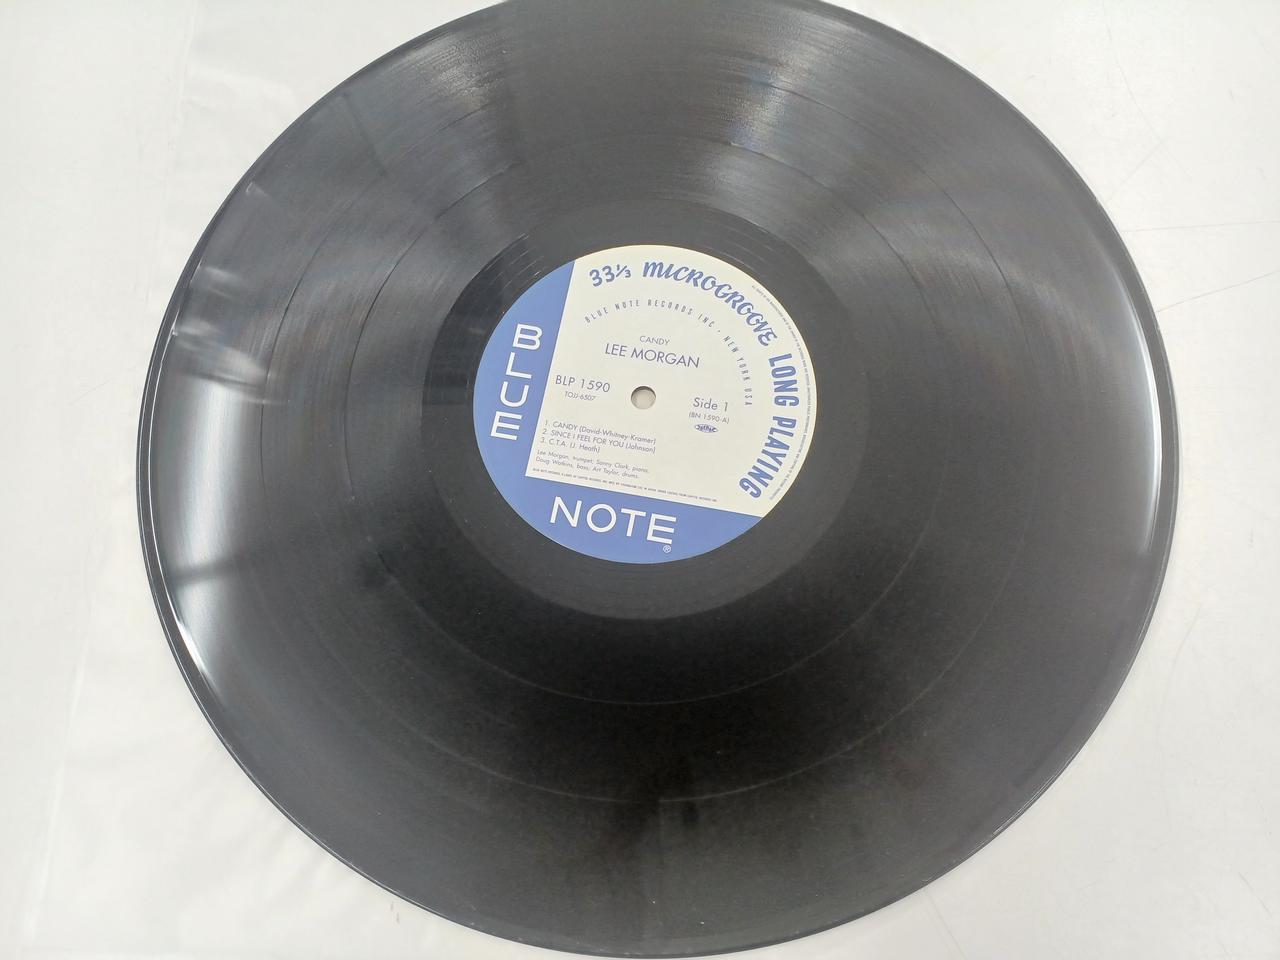 33⅓ MICROGROOVE LONG PLAYING
BLUE NOTE RECORDS INC · NEW YORK USA
CANDY
LEE MORGAN
BLP 1590
TOJJ-6507
Side 1
(BN 1590-A)
1. CANDY (David-Whitney-Kramer)
2. SINCE I FEEL FOR YOU (Johnson)
3. C.T.A. (J. Heath)
Lee Morgan, trumpet; Sonny Clark, piano;
Doug Watkins, bass; Art Taylor, drums.
BLUE
NOTE®